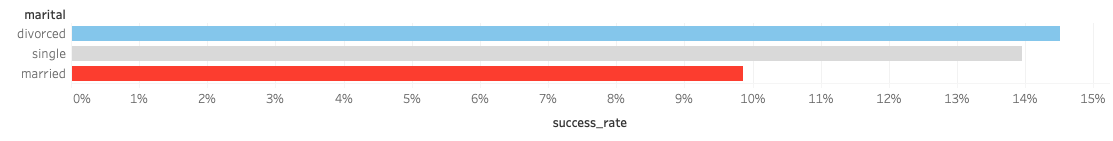 marital
divorced
single
married
0% 1% 2% 3% 4% 5% 6% 7% 8% 9% 10% 11% 12% 13% 14% 15%
success_rate